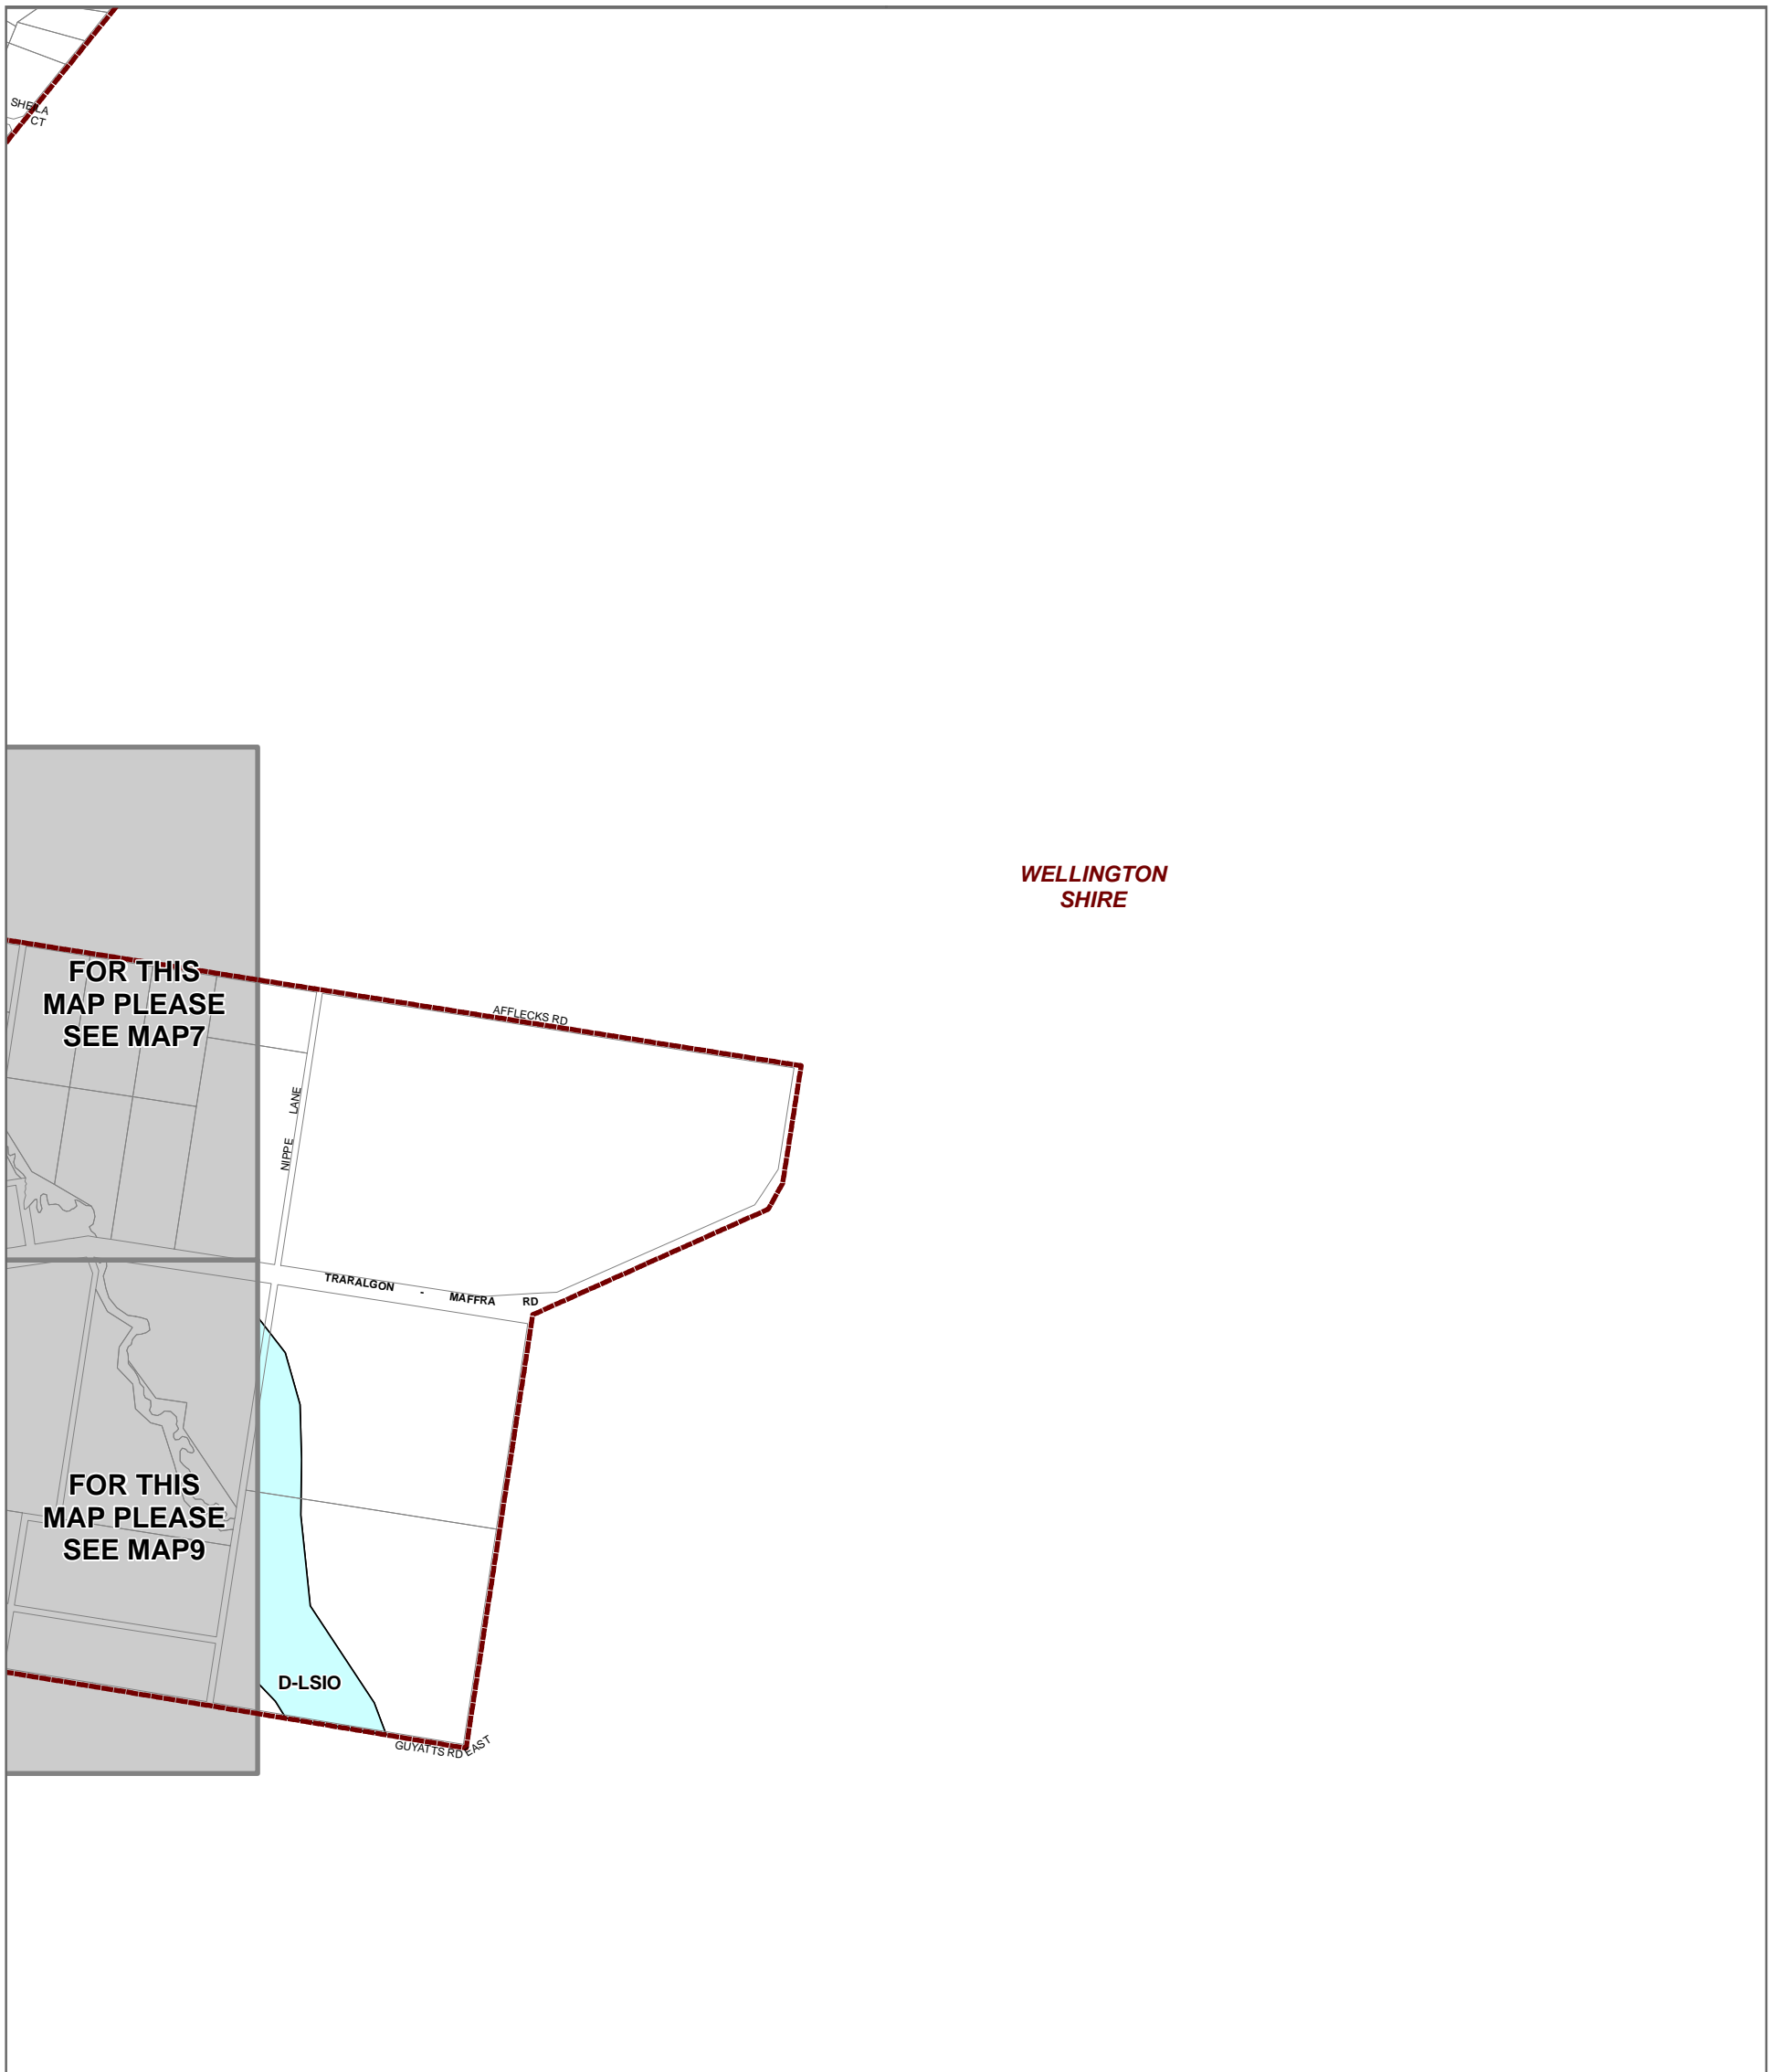 SHEILA
CT
WELLINGTON
SHIRE
FOR THIS
MAP PLEASE
SEE MAP7
AFFLECKS RD
NIPPE LANE
TRARALGON - MAFFRA RD
FOR THIS
MAP PLEASE
SEE MAP9
D-LSIO
GUYATTS RD EAST